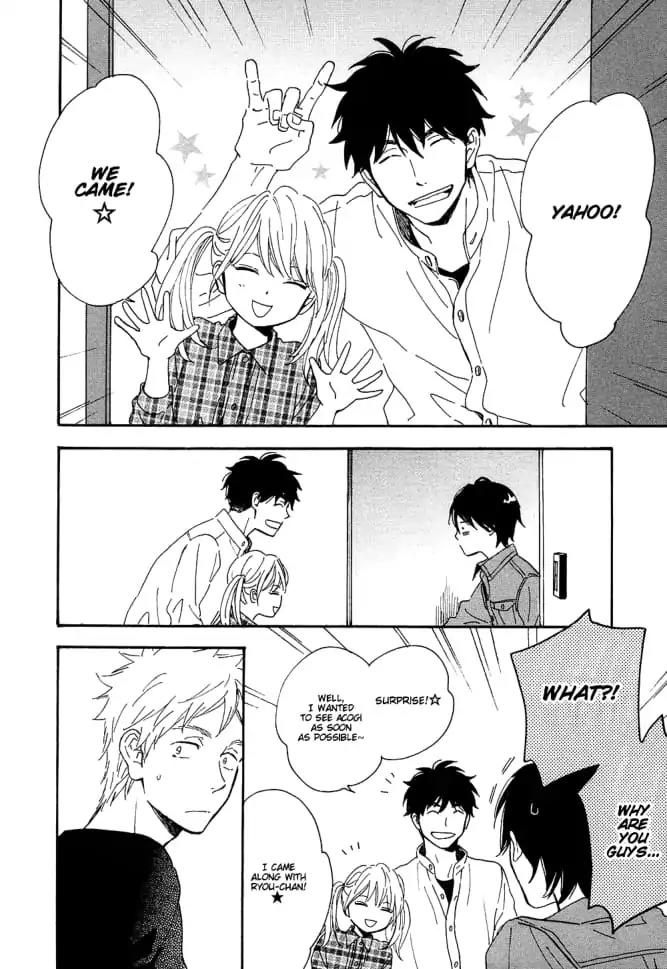 YAHOO!
WE
CAME!
☆
WHAT?!
WHY
ARE
YOU
GUYS...
SURPRISE!☆
WELL,
I WANTED
TO SEE ACOGI
AS SOON
AS POSSIBLE~
I CAME
ALONG WITH
RYOU-CHAN!
★